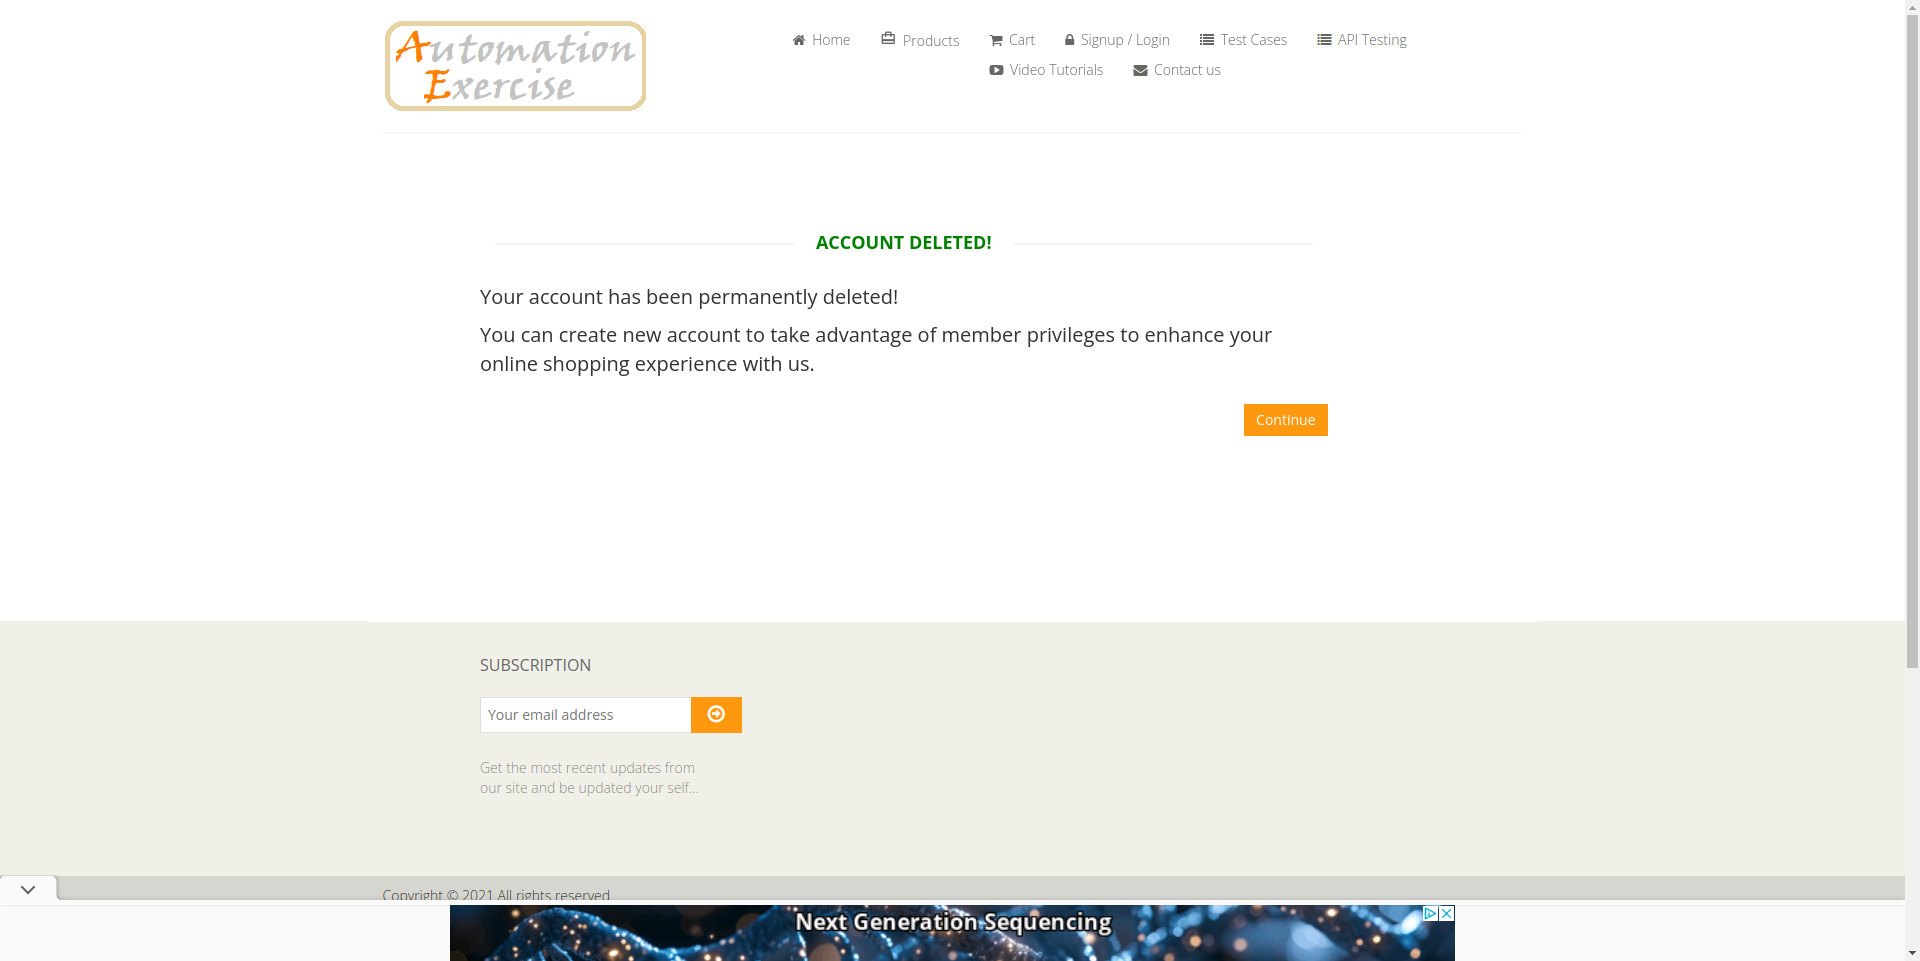 Automation
Exercise
Home
Products
Cart
Signup / Login
Test Cases
API Testing
Video Tutorials
Contact us
ACCOUNT DELETED!
Your account has been permanently deleted!
You can create new account to take advantage of member privileges to enhance your
online shopping experience with us.
Continue
SUBSCRIPTION
Your email address
Get the most recent updates from
our site and be updated your self...
Copyright © 2021 All rights reserved
Next Generation Sequencing